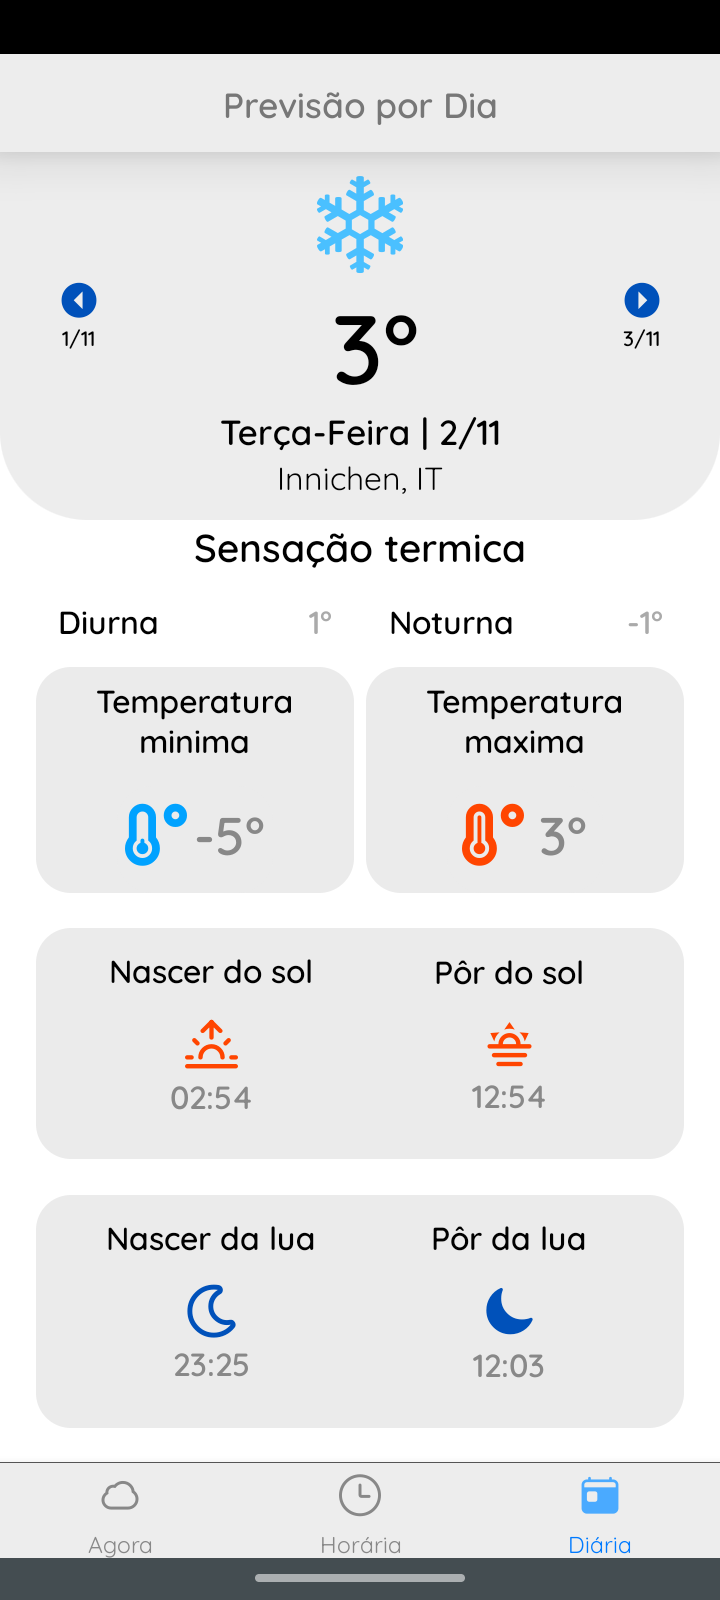 Previsão por Dia
3°
1/11
3/11
Terça-Feira | 2/11
Innichen, IT
Sensação termica
Diurna 1° Noturna -1°
Temperatura
minima
-5°
Temperatura
maxima
3°
Nascer do sol
02:54
Pôr do sol
12:54
Nascer da lua
23:25
Pôr da lua
12:03
Agora
Horária
Diária